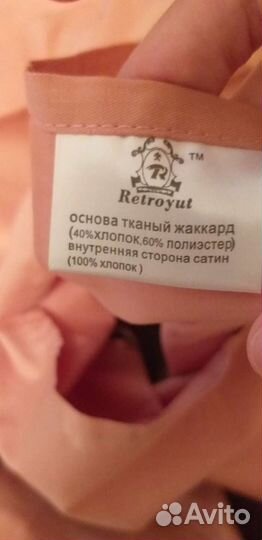 TM
R
Retroyut
основа тканый жаккард
(40%хлопок.60% полиэстер)
внутренняя сторона сатин
(100% хлопок )
Avito